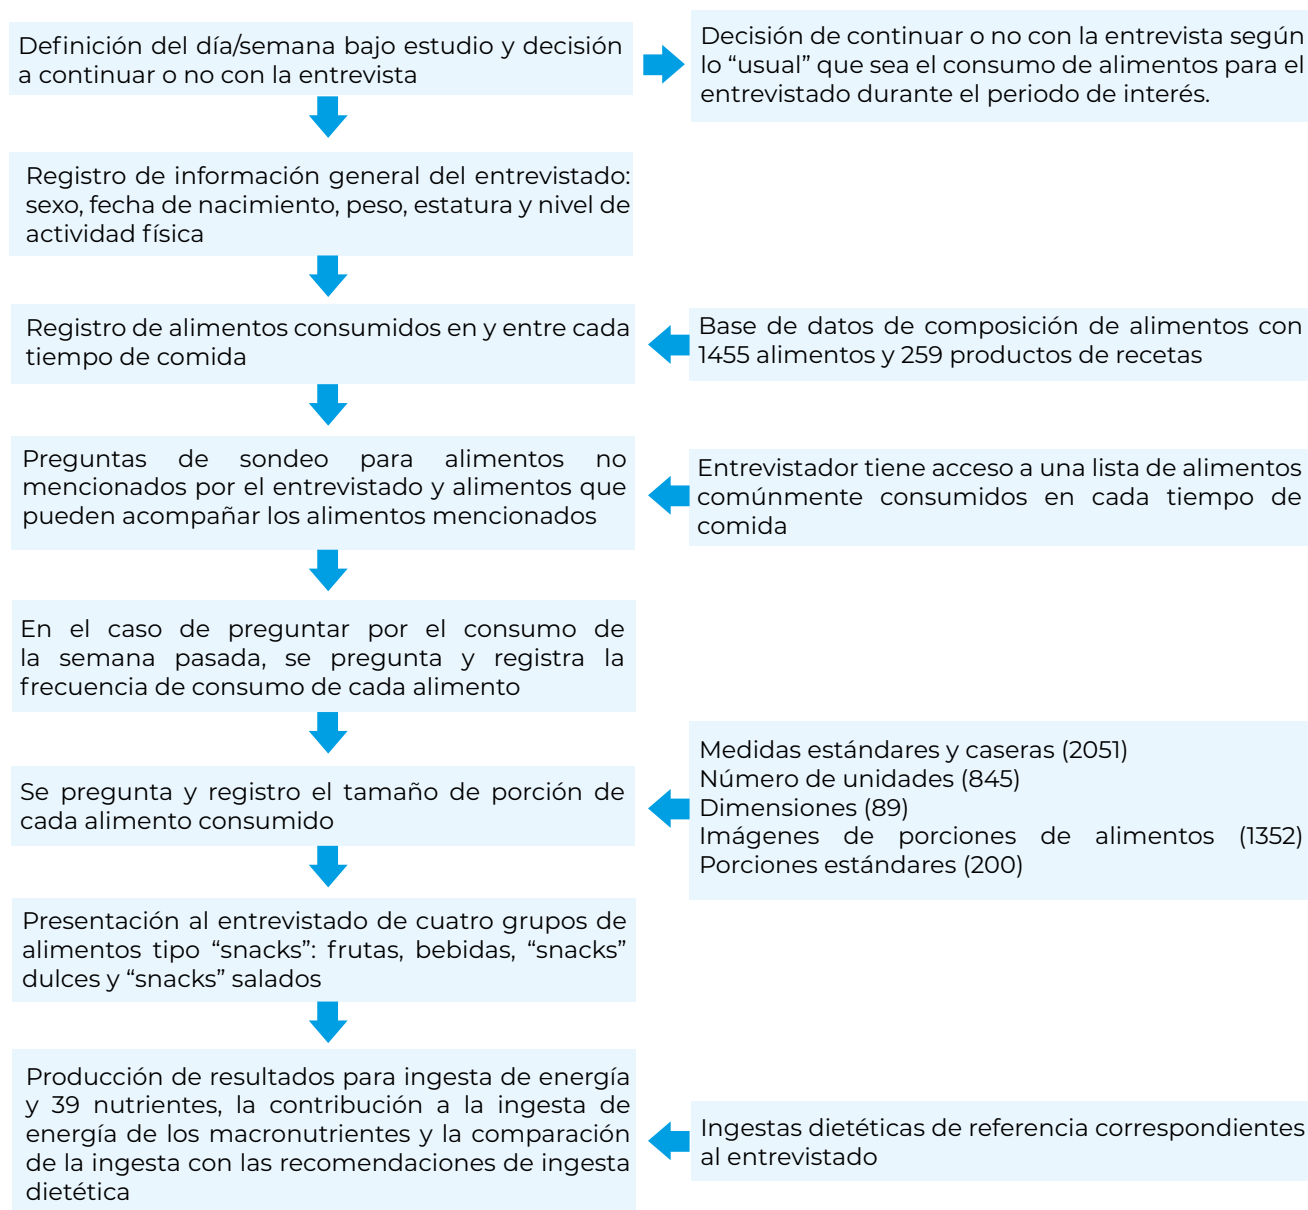 Definición del día/semana bajo estudio y decisión
a continuar o no con la entrevista
Decisión de continuar o no con la entrevista según
lo “usual” que sea el consumo de alimentos para el
entrevistado durante el periodo de interés.
Registro de información general del entrevistado:
sexo, fecha de nacimiento, peso, estatura y nivel de
actividad física
Registro de alimentos consumidos en y entre cada
tiempo de comida
Base de datos de composición de alimentos con
1455 alimentos y 259 productos de recetas
Preguntas de sondeo para alimentos no
mencionados por el entrevistado y alimentos que
pueden acompañar los alimentos mencionados
Entrevistador tiene acceso a una lista de alimentos
comúnmente consumidos en cada tiempo de
comida
En el caso de preguntar por el consumo de
la semana pasada, se pregunta y registra la
frecuencia de consumo de cada alimento
Se pregunta y registro el tamaño de porción de
cada alimento consumido
Medidas estándares y caseras (2051)
Número de unidades (845)
Dimensiones (89)
Imágenes de porciones de alimentos (1352)
Porciones estándares (200)
Presentación al entrevistado de cuatro grupos de
alimentos tipo “snacks”: frutas, bebidas, “snacks”
dulces y “snacks” salados
Producción de resultados para ingesta de energía
y 39 nutrientes, la contribución a la ingesta de
energía de los macronutrientes y la comparación
de la ingesta con las recomendaciones de ingesta
dietética
Ingestas dietéticas de referencia correspondientes
al entrevistado